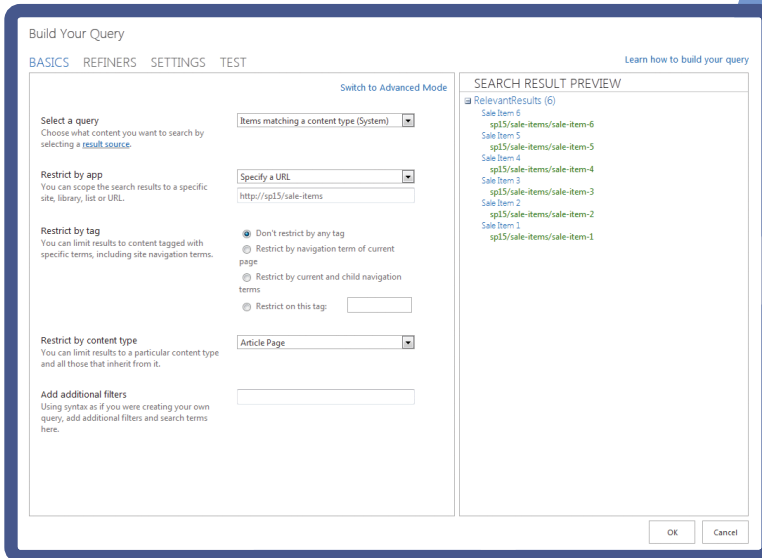 Build Your Query
BASICS REFINERS SETTINGS TEST
Learn how to build your query
Switch to Advanced Mode
Select a query
Choose what content you want to search by
selecting a result source.
Items matching a content type (System)
Restrict by app
You can scope the search results to a specific
site, library, list or URL.
Specify a URL
http://sp15/sale-items
Restrict by tag
You can limit results to content tagged with
specific terms, including site navigation terms.
Don't restrict by any tag
Restrict by navigation term of current
page
Restrict by current and child navigation
terms
Restrict on this tag:
Restrict by content type
You can limit results to a particular content type
and all those that inherit from it.
Article Page
Add additional filters
Using syntax as if you were creating your own
query, add additional filters and search terms
here.
SEARCH RESULT PREVIEW
RelevantResults (6)
Sale Item 6
sp15/sale-items/sale-item-6
Sale Item 5
sp15/sale-items/sale-item-5
Sale Item 4
sp15/sale-items/sale-item-4
Sale Item 3
sp15/sale-items/sale-item-3
Sale Item 2
sp15/sale-items/sale-item-2
Sale Item 1
sp15/sale-items/sale-item-1
OK Cancel